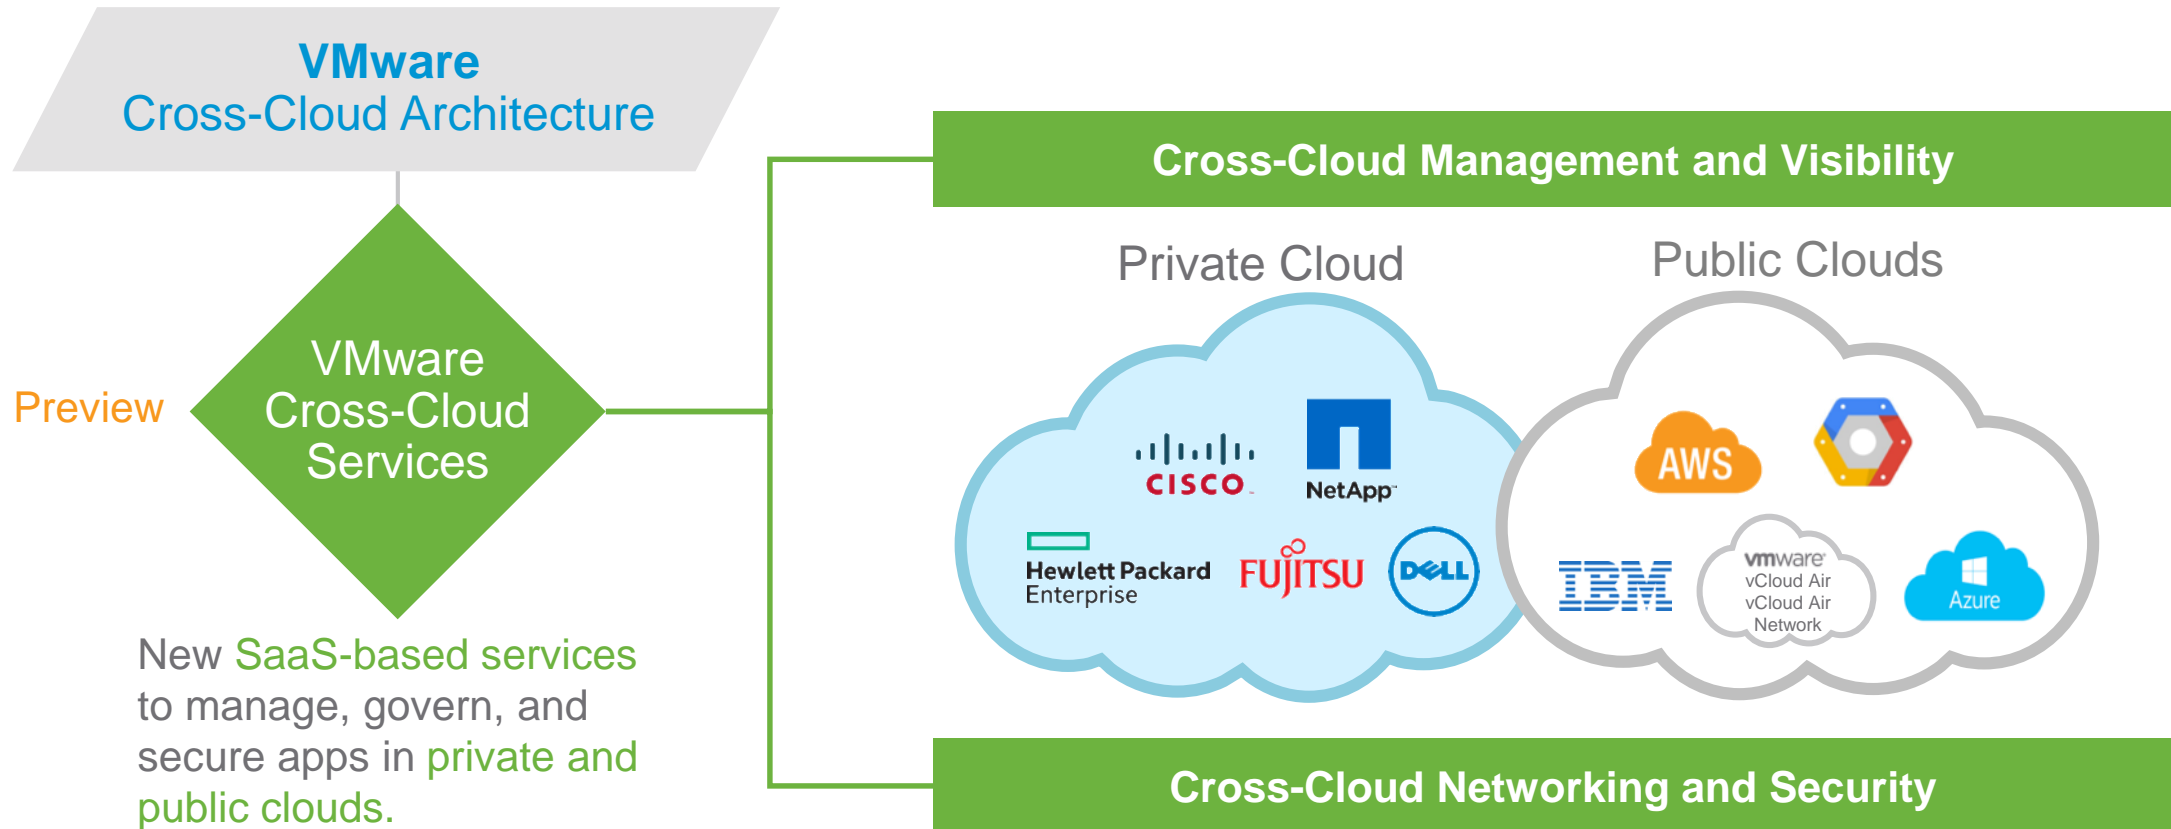 VMware
Cross-Cloud Architecture
Preview
VMware
Cross-Cloud
Services
New SaaS-based services
to manage, govern, and
secure apps in private and
public clouds.
Cross-Cloud Management and Visibility
Private Cloud
CISCO
NetApp
Hewlett Packard
Enterprise
FUJITSU
DELL
Public Clouds
AWS
IBM
vmware
vCloud Air
vCloud Air
Network
Azure
Cross-Cloud Networking and Security